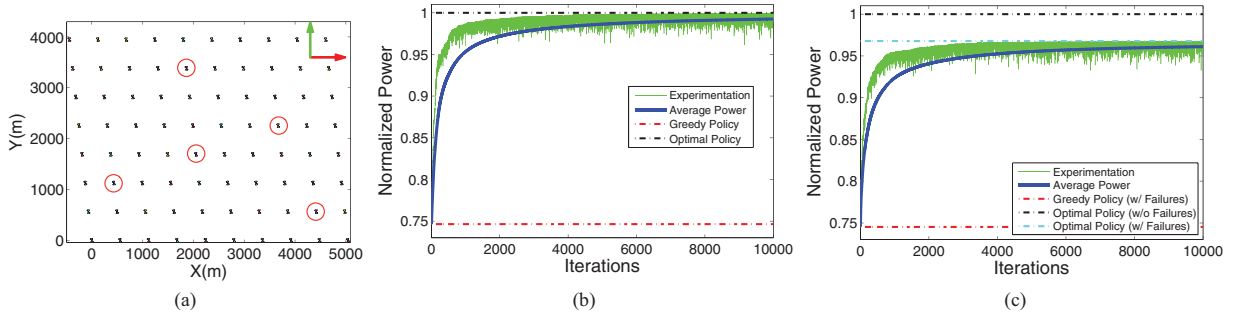 4000
3000
2000
1000
0
Y(m)
0
1000
2000
3000
4000
5000
X(m)
(a)
1
0.95
0.9
0.85
0.8
0.75
Normalized Power
Experimentation
Average Power
Greedy Policy
Optimal Policy
0
2000
4000
6000
8000
10000
Iterations
(b)
1
0.95
0.9
0.85
0.8
0.75
Normalized Power
Experimentation
Average Power
Greedy Policy (w/ Failures)
Optimal Policy (w/o Failures)
Optimal Policy (w/ Failures)
0
2000
4000
6000
8000
10000
Iterations
(c)